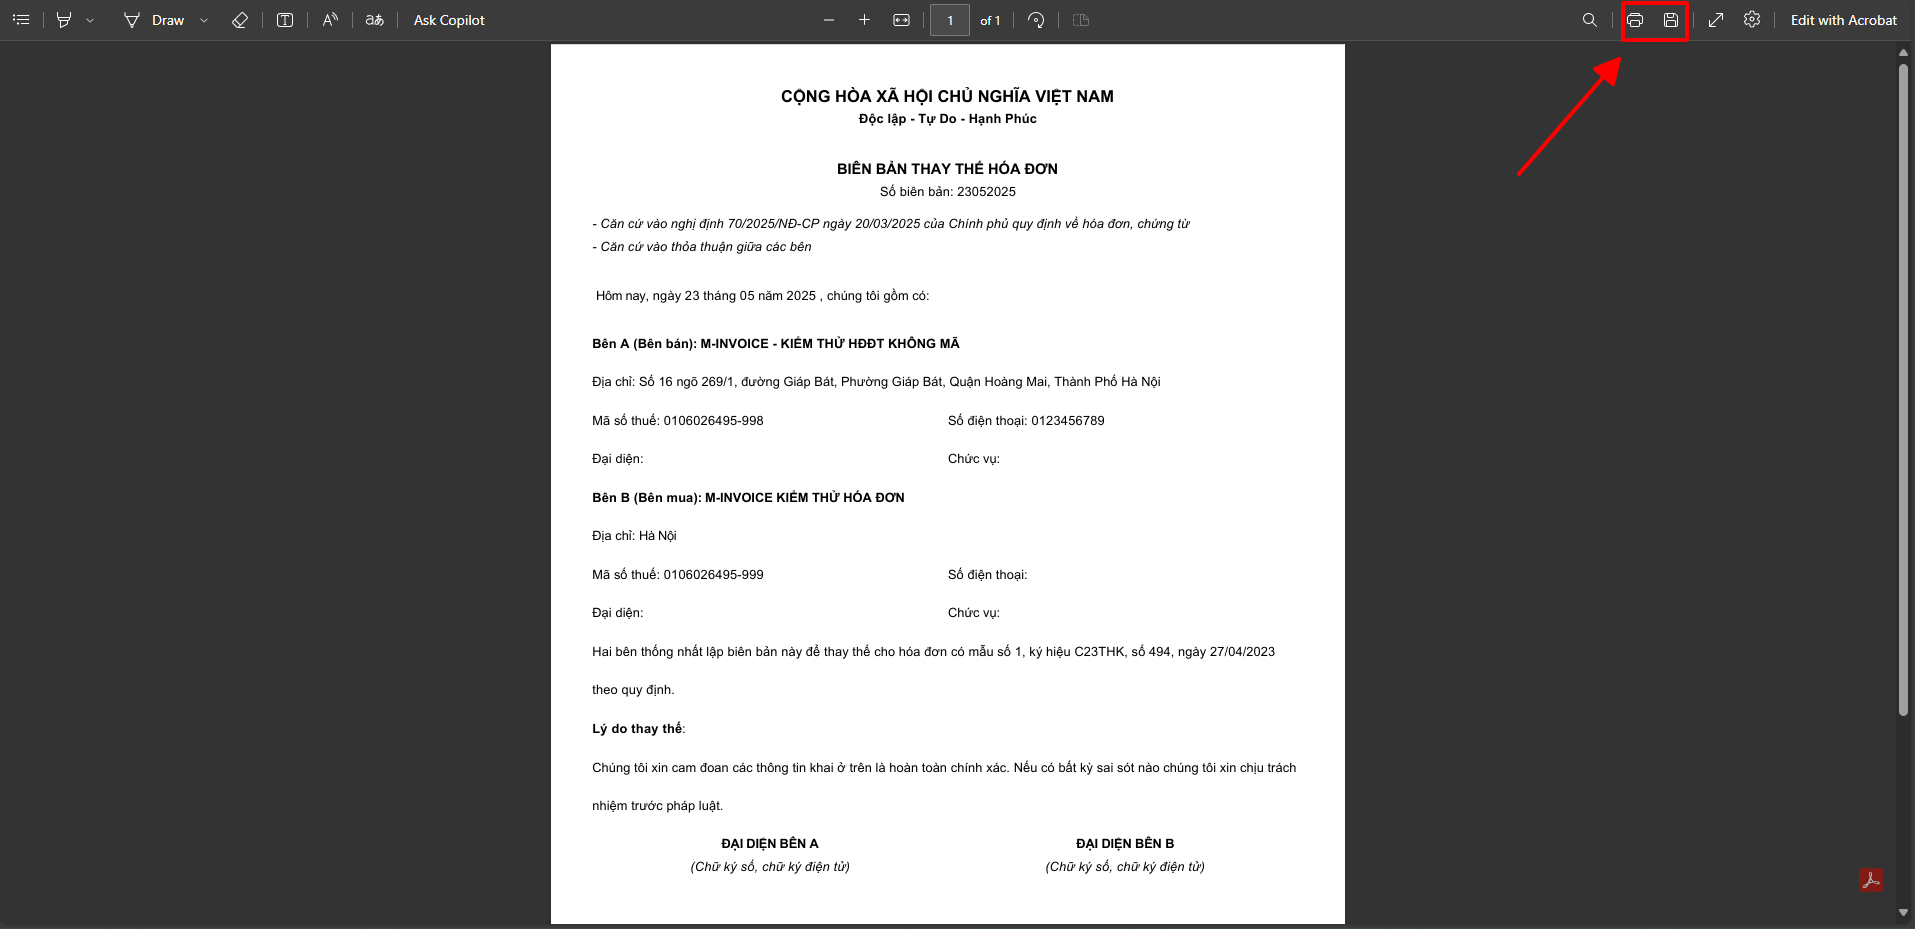 Draw
Ask Copilot
1 of 1
Edit with Acrobat
CỘNG HÒA XÃ HỘI CHỦ NGHĨA VIỆT NAM
Độc lập - Tự Do - Hạnh Phúc
BIÊN BẢN THAY THẾ HÓA ĐƠN
Số biên bản: 23052025
- Căn cứ vào nghị định 70/2025/NĐ-CP ngày 20/03/2025 của Chính phủ quy định về hóa đơn, chứng từ
- Căn cứ vào thỏa thuận giữa các bên
Hôm nay, ngày 23 tháng 05 năm 2025 , chúng tôi gồm có:
Bên A (Bên bán): M-INVOICE - KIỂM THỬ HĐĐT KHÔNG MÃ
Địa chỉ: Số 16 ngõ 269/1, đường Giáp Bát, Phường Giáp Bát, Quận Hoàng Mai, Thành Phố Hà Nội
Mã số thuế: 0106026495-998 Số điện thoại: 0123456789
Đại diện: Chức vụ:
Bên B (Bên mua): M-INVOICE KIỂM THỬ HÓA ĐƠN
Địa chỉ: Hà Nội
Mã số thuế: 0106026495-999 Số điện thoại:
Đại diện: Chức vụ:
Hai bên thống nhất lập biên bản này để thay thế cho hóa đơn có mẫu số 1, ký hiệu C23THK, số 494, ngày 27/04/2023
theo quy định.
Lý do thay thế:
Chúng tôi xin cam đoan các thông tin khai ở trên là hoàn toàn chính xác. Nếu có bất kỳ sai sót nào chúng tôi xin chịu trách
nhiệm trước pháp luật.
ĐẠI DIỆN BÊN A ĐẠI DIỆN BÊN B
(Chữ ký số, chữ ký điện tử) (Chữ ký số, chữ ký điện tử)